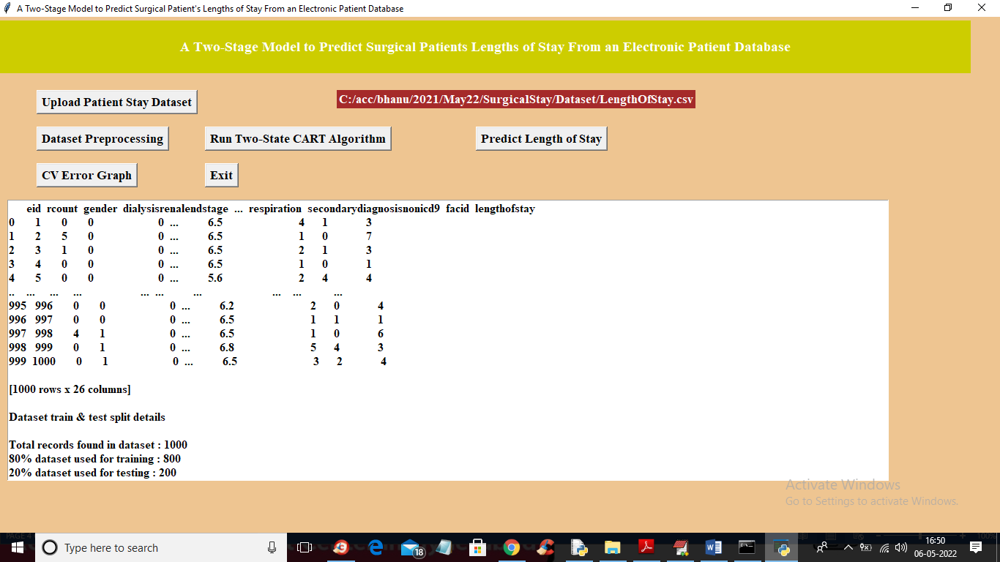 A Two-Stage Model to Predict Surgical Patient's Lengths of Stay From an Electronic Patient Database
A Two-Stage Model to Predict Surgical Patients Lengths of Stay From an Electronic Patient Database
Upload Patient Stay Dataset
C:/acc/bhanu/2021/May22/SurgicalStay/Dataset/LengthOfStay.csv
Dataset Preprocessing
Run Two-State CART Algorithm
Predict Length of Stay
CV Error Graph
Exit
eid rcount gender dialysisrenalendstage ... respiration secondarydiagnosisnonicd9 facid lengthofstay
0 1 0 0 0 ... 6.5 4 1 3
1 2 5 0 0 ... 6.5 1 0 7
2 3 1 0 0 ... 6.5 2 1 3
3 4 0 0 0 ... 6.5 1 0 1
4 5 0 0 0 ... 5.6 2 4 4
.. ... ... ... ... ... ... ... ... ...
995 996 0 0 0 ... 6.2 2 0 4
996 997 0 0 0 ... 6.5 1 1 1
997 998 4 1 0 ... 6.5 1 0 6
998 999 0 1 0 ... 6.8 5 4 3
999 1000 0 1 0 ... 6.5 3 2 4
[1000 rows x 26 columns]
Dataset train & test split details
Total records found in dataset : 1000
80% dataset used for training : 800
20% dataset used for testing : 200
Activate Windows
Go to Settings to activate Windows.
Type here to search
18
16:50
06-05-2022